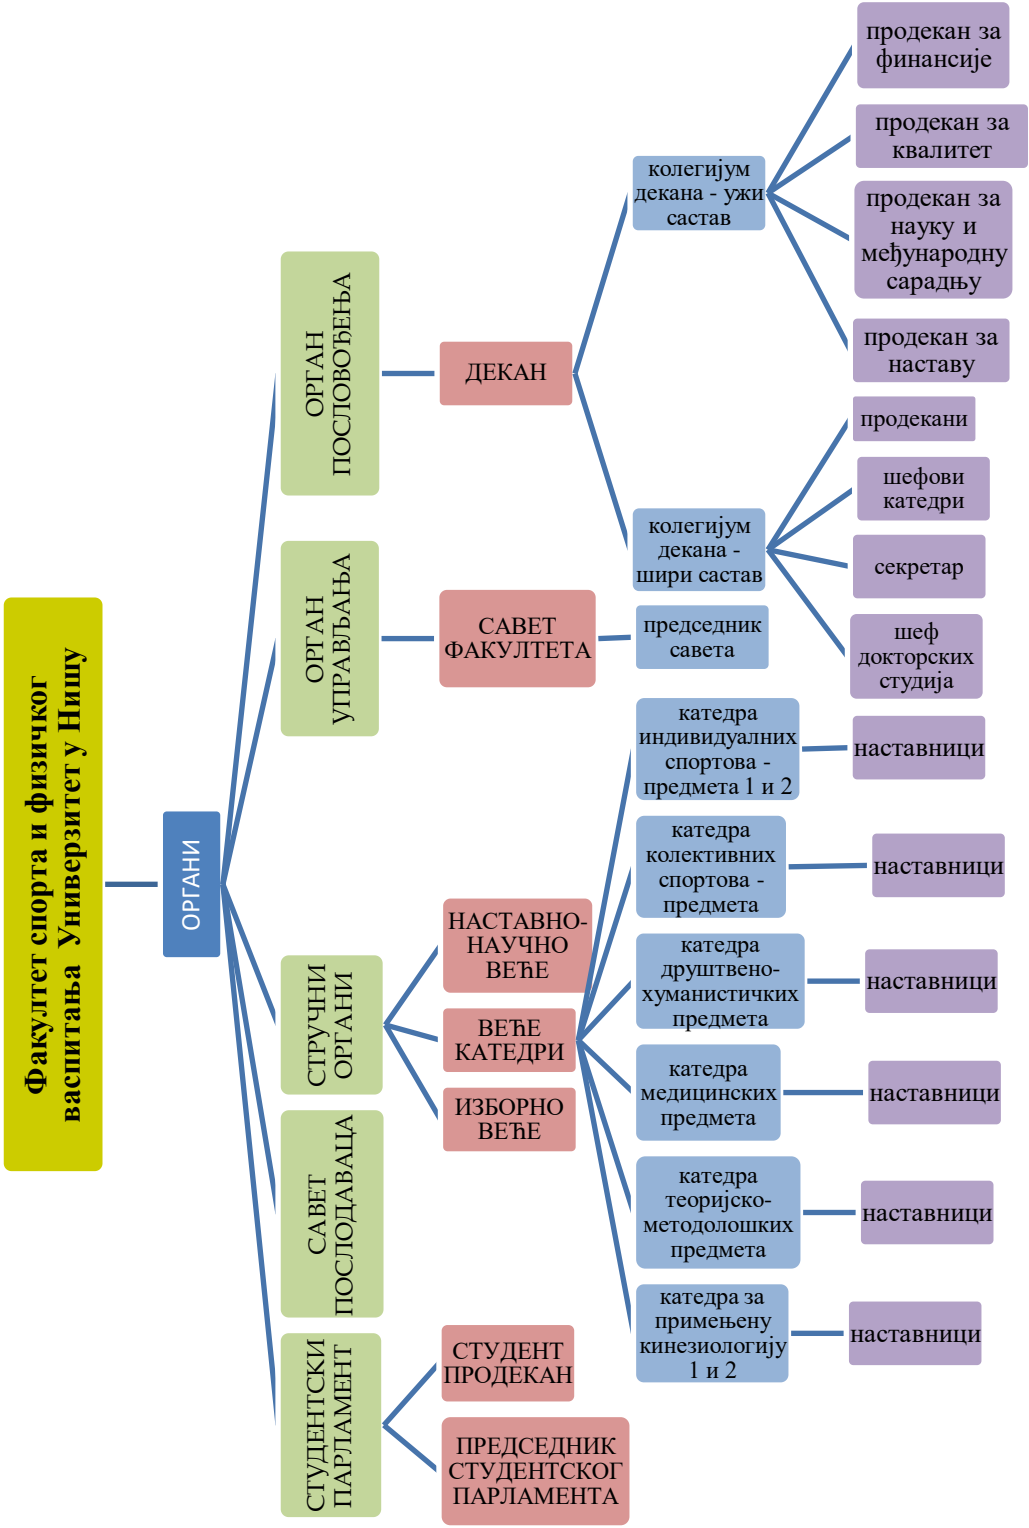 Факултет спорта и физичког
васпитања Универзитет у Нишу
ОРГАНИ
ОРГАН
ПОСЛОВОЂЕЊА
ДЕКАН
колегијум
декана - ужи
састав
продекан за
финансије
продекан за
квалитет
продекан за
науку и
међународну
сарадњу
продекан за
наставу
колегијум
декана -
шири састав
продекани
шефови
катедри
секретар
шеф
докторских
студија
ОРГАН
УПРАВЉАЊА
САВЕТ
ФАКУЛТЕТА
председник
савета
СТРУЧНИ
ОРГАНИ
НАСТАВНО-
НАУЧНО
ВЕЋЕ
ВЕЋЕ
КАТЕДРИ
катедра
индивидуалних
спортова -
предмета 1 и 2
наставници
катедра
колективних
спортова -
предмета
наставници
катедра
друштвено-
хуманистичких
предмета
наставници
катедра
медицинских
предмета
наставници
катедра
теоријско-
методолошких
предмета
наставници
катедра за
примењену
кинезиологију
1 и 2
наставници
ИЗБОРНО
ВЕЋЕ
САВЕТ
ПОСЛОДАВАЦА
СТУДЕНТСКИ
ПАРЛАМЕНТ
СТУДЕНТ
ПРОДЕКАН
ПРЕДСЕДНИК
СТУДЕНТСКОГ
ПАРЛАМЕНТА